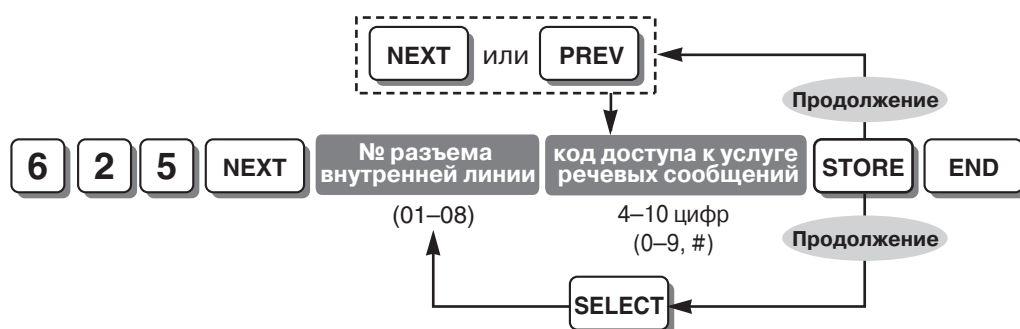 NEXT или PREV
Продолжение
6 2 5 NEXT № разъема внутренней линии код доступа к услуге речевых сообщений STORE END
(01–08) 4–10 цифр
(0–9, #)
Продолжение
SELECT